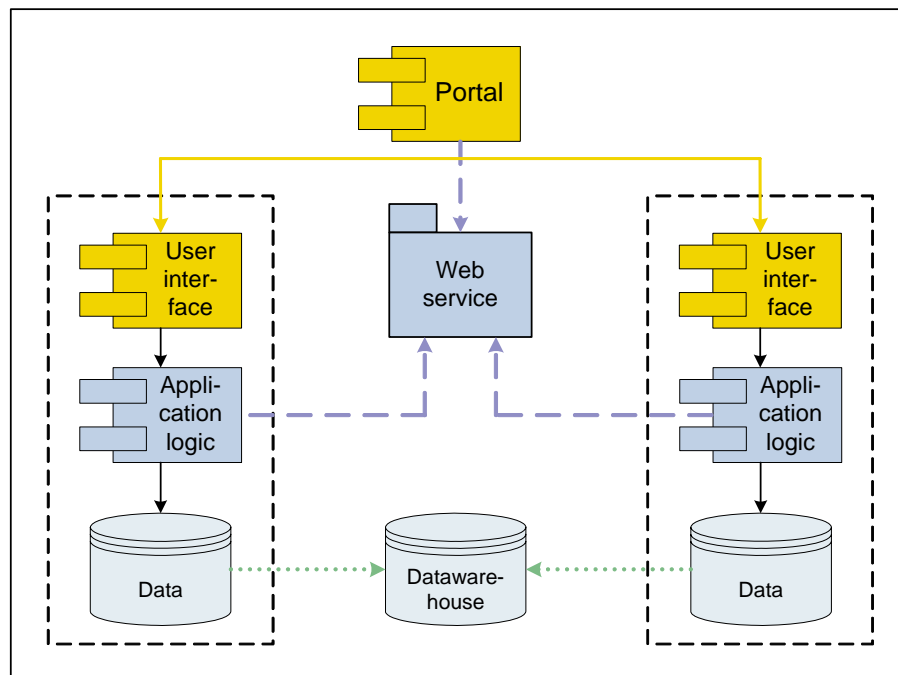 Portal
User
inter-
face
Web
service
User
inter-
face
Appli-
cation
logic
Appli-
cation
logic
Data
Dataware-
house
Data